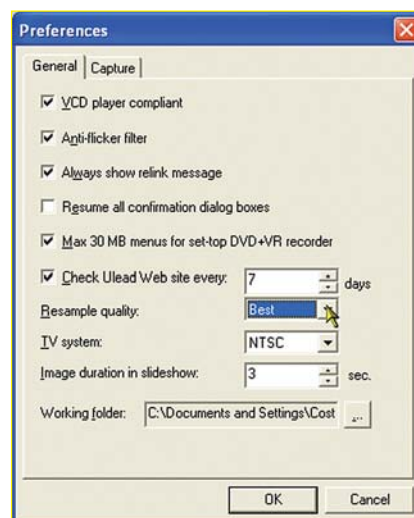 Preferences
General Capture
VCD player compliant
Anti-flicker filter
Always show relink message
Resume all confirmation dialog boxes
Max 30 MB menus for set-top DVD+VR recorder
Check Ulead Web site every: 7 days
Resample quality: Best
TV system: NTSC
Image duration in slideshow: 3 sec.
Working folder: C:\Documents and Settings\Cost ...
OK Cancel